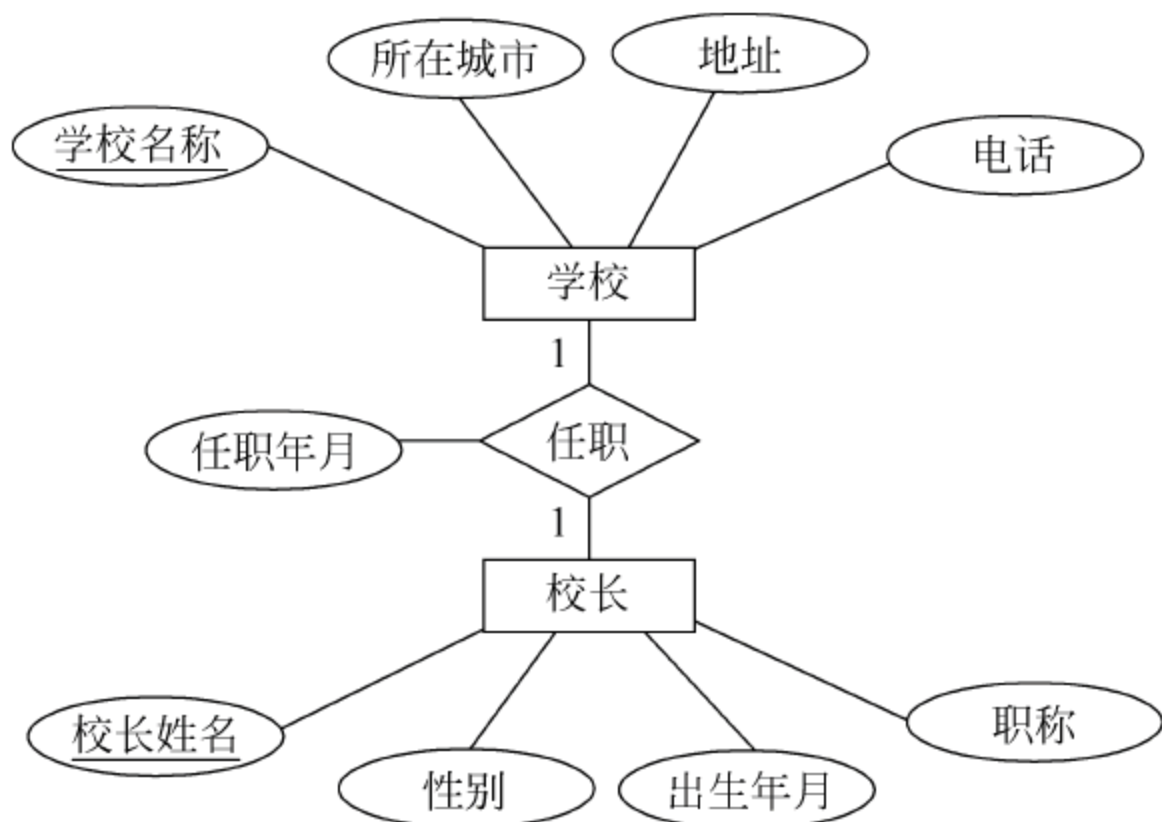 所在城市
地址
学校名称
电话
学校
1
任职年月
任职
1
校长
校长姓名
职称
性别
出生年月